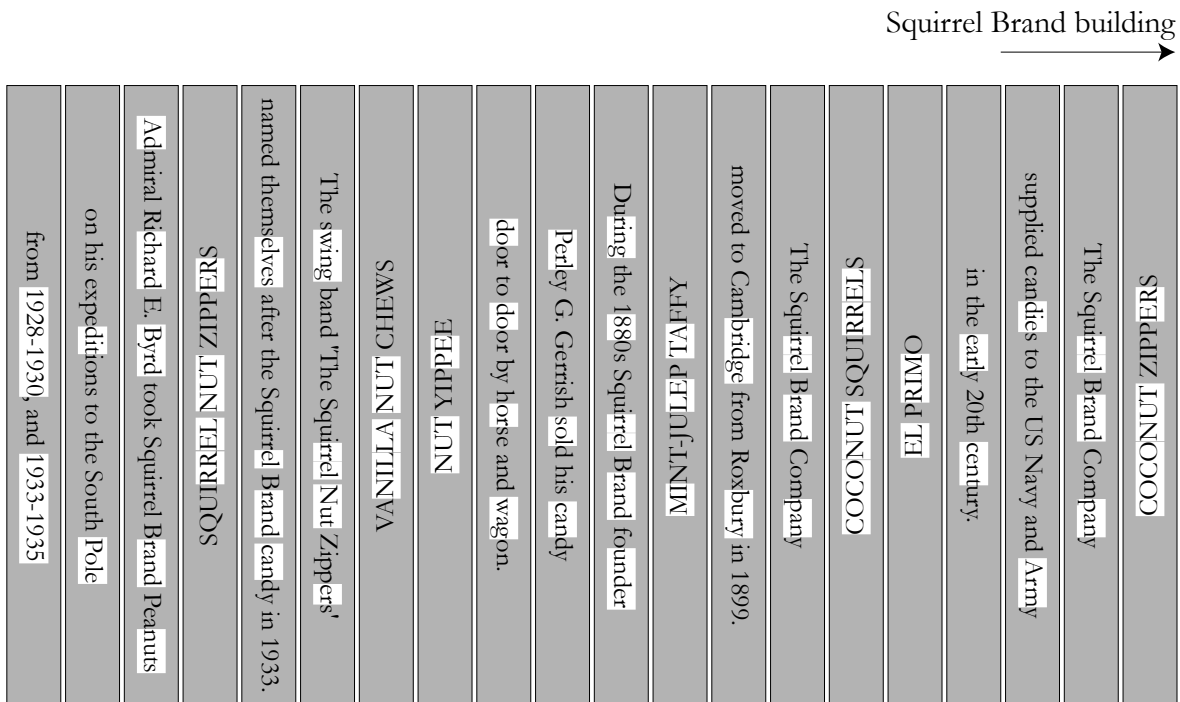 Squirrel Brand building
COCONUT ZIPPERS
The Squirrel Brand Company
supplied candies to the US Navy and Army
in the early 20th century.
EL PRIMO
COCONUT SQUIRRELS
The Squirrel Brand Company
moved to Cambridge from Roxbury in 1899.
MINT-JULEP TAFFY
During the 1880s Squirrel Brand founder
Perley G. Gerrish sold his candy
door to door by horse and wagon.
NUT YIPPEE
VANILLA NUT CHEWS
The swing band 'The Squirrel Nut Zippers'
named themselves after the Squirrel Brand candy in 1933.
SQUIRREL NUT ZIPPERS
Admiral Richard E. Byrd took Squirrel Brand Peanuts
on his expeditions to the South Pole
from 1928-1930, and 1933-1935